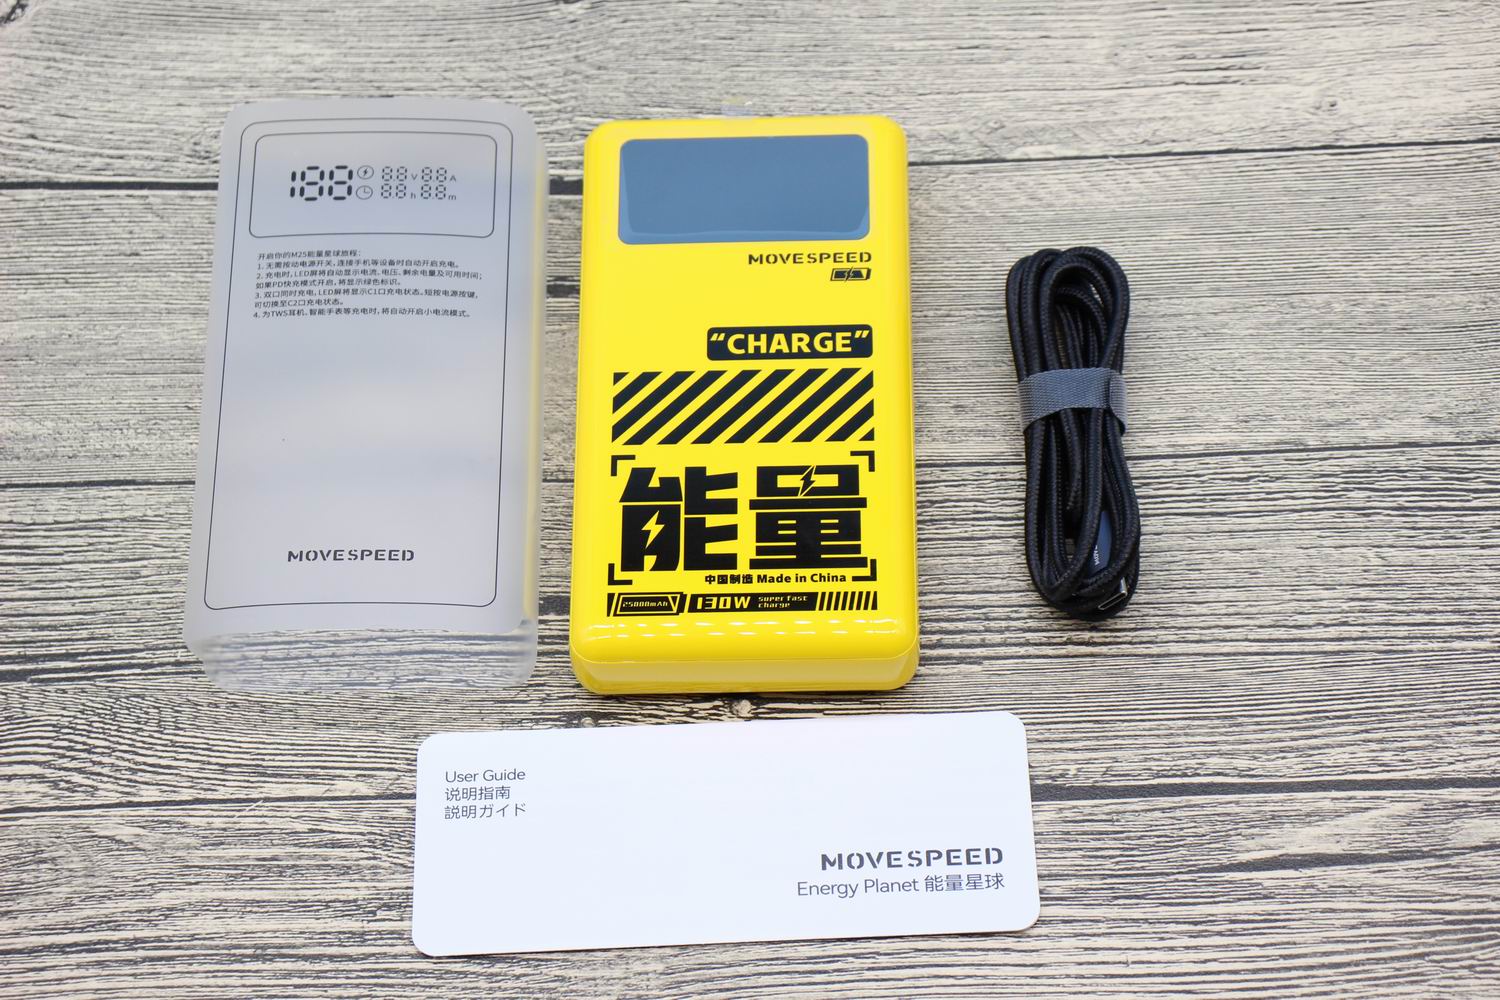 188 88V 88A
88h 88m
开启你的M25能量星球旅程：
1. 无需按动电源开关，连接手机等设备时自动开启充电。
2. 充电时，LED屏将自动显示电流、电压、剩余电量及可用时间；
如果PD快充模式开启，将显示绿色标识。
3. 双口同时充电，LED屏将显示C1口充电状态。短按电源按键，
可切换至C2口充电状态。
4. 为TWS耳机、智能手表等充电时，将自动开启小电流模式。
MOVESPEED
MOVESPEED
“CHARGE”
能量
中国制造 Made in China
25000mAh 130W super fast
charge
User Guide
说明指南
説明ガイド
MOVESPEED
Energy Planet 能量星球